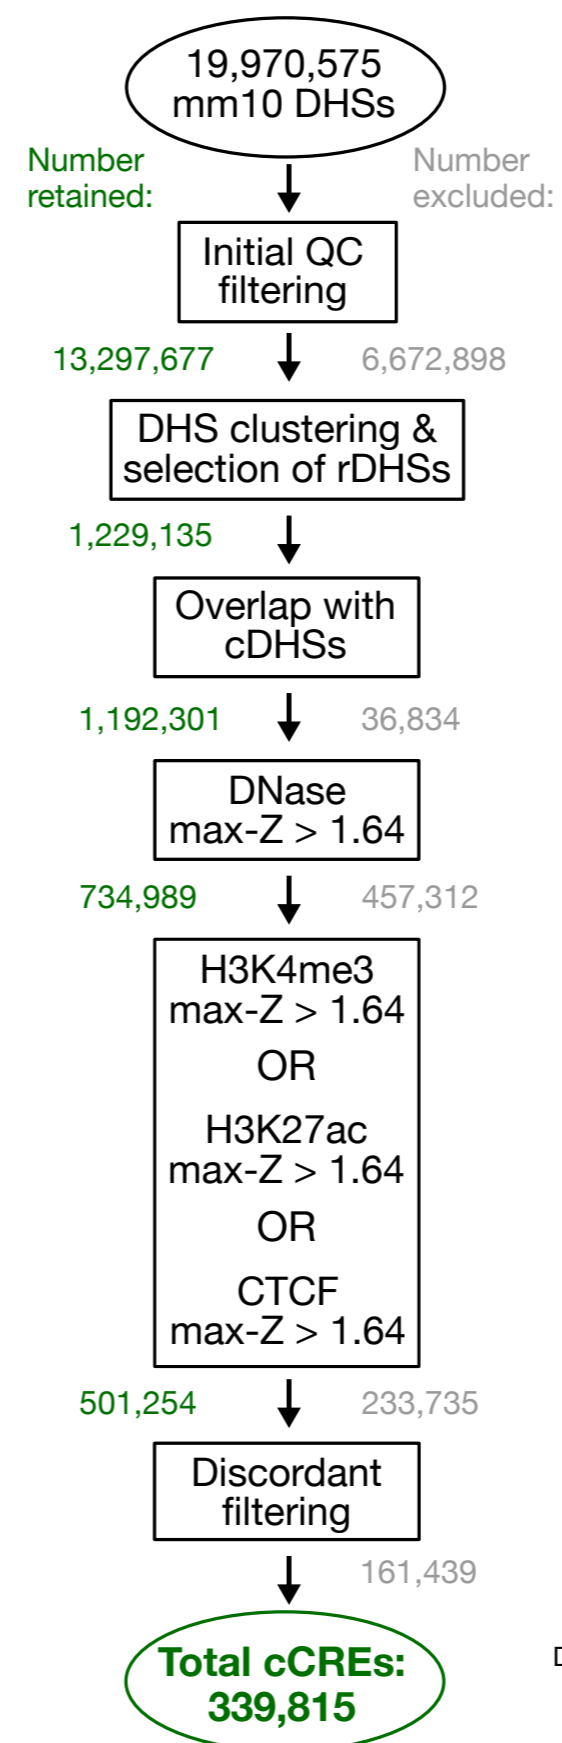 19,970,575
mm10 DHSs
Number
retained:
Number
excluded:
Initial QC
filtering
13,297,677
6,672,898
DHS clustering &
selection of rDHSs
1,229,135
Overlap with
cDHSs
1,192,301
36,834
DNase
max-Z > 1.64
734,989
457,312
H3K4me3
max-Z > 1.64
OR
H3K27ac
max-Z > 1.64
OR
CTCF
max-Z > 1.64
501,254
233,735
Discordant
filtering
161,439
Total cCREs:
339,815